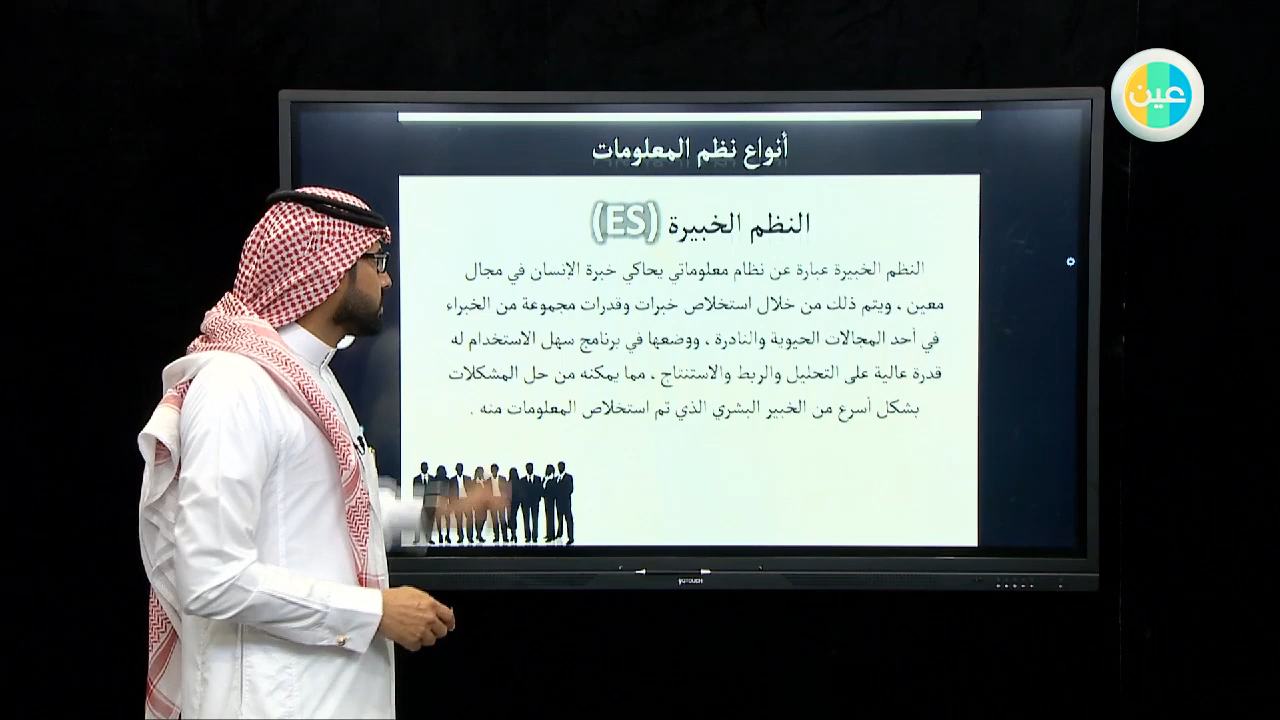 عين
أنواع نظم المعلومات
النظم الخبيرة (ES)
النظم الخبيرة عبارة عن نظام معلوماتي يحاكي خبرة الإنسان في مجال
معين ، ويتم ذلك من خلال استخلاص خبرات وقدرات مجموعة من الخبراء
في أحد المجالات الحيوية والنادرة ، ووضعها في برنامج سهل الاستخدام له
قدرة عالية على التحليل والربط والاستنتاج ، مما يمكنه من حل المشكلات
بشكل أسرع من الخبير البشري الذي تم استخلاص المعلومات منه .